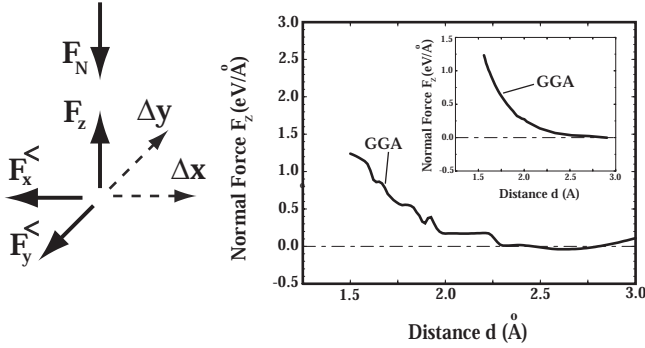 F_N
F_z
Δy
F_x^<
Δx
F_y^<
Normal Force F_z (eV/Å)
3.0
2.5
2.0
1.5
1.0
0.5
0.0
-0.5
GGA
1.5
2.0
2.5
3.0
Distance d (Å)
Normal Force F_z (eV/Å)
1.5
1.0
0.5
0.0
-0.5
GGA
1.5
2.0
2.5
3.0
Distance d (A)